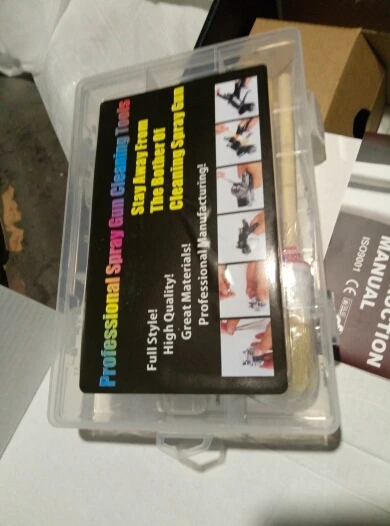 Professional Spray Gun Cleaning Tools
Stay Away From
The Bother Of
Cleaning Spray Gun
Full Style!
High Quality!
Great Materials!
Professional Manufacturing!
MANUAL
ISO9001
CE